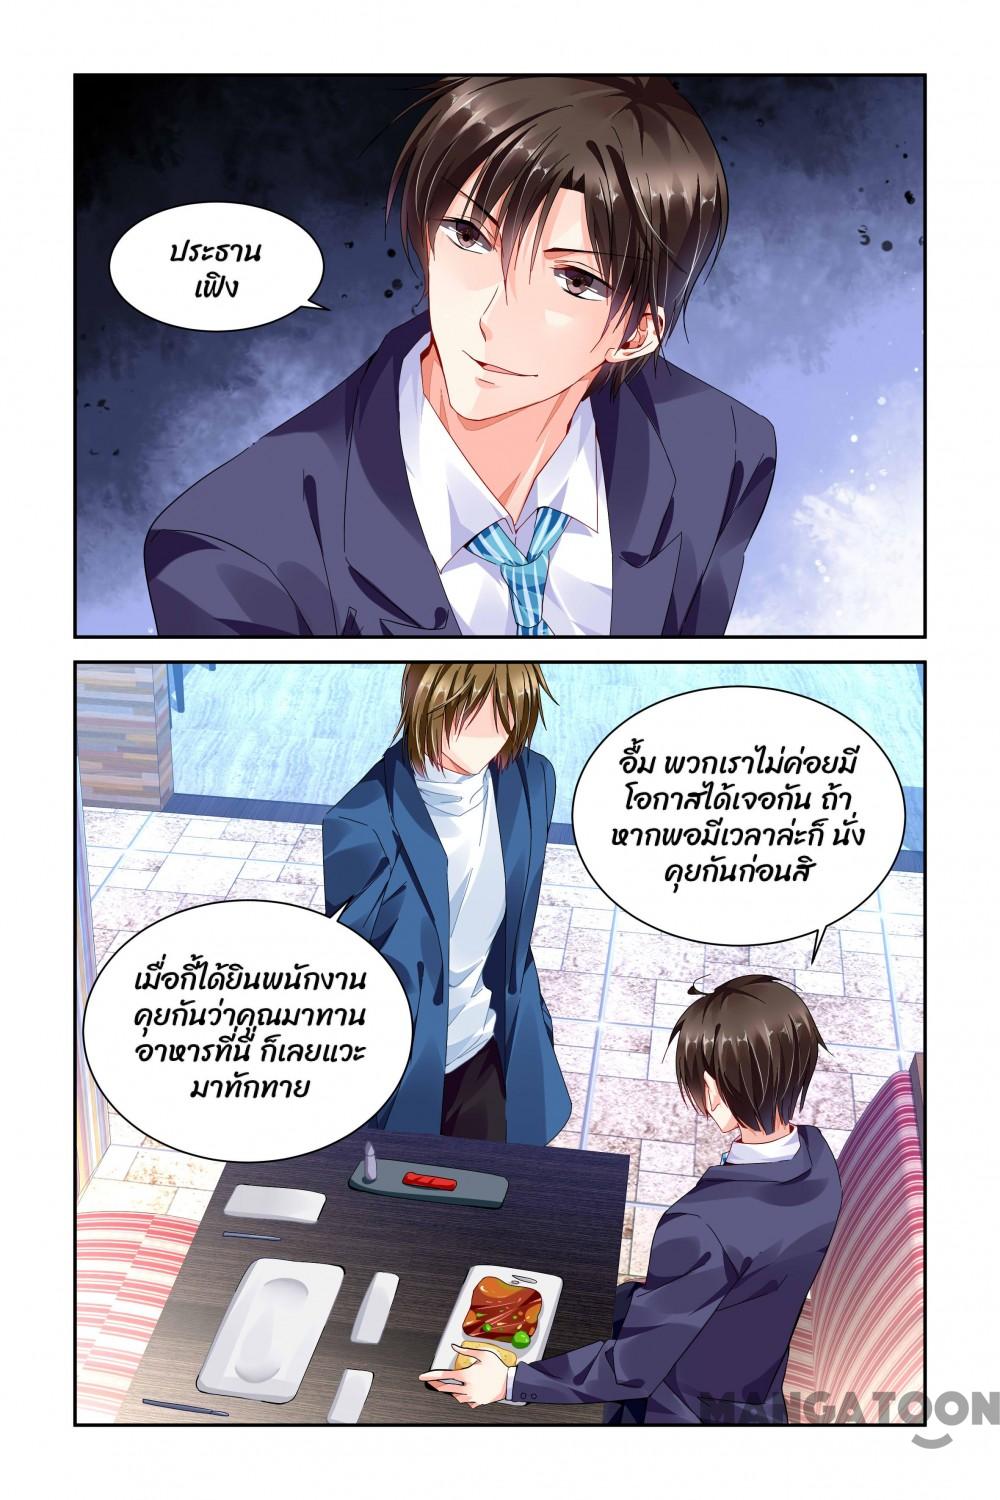 ประธาน
เฟิง
อื้ม พวกเราไม่ค่อยมี
โอกาสได้เจอกัน ถ้า
หากพอมีเวลาล่ะก็ นั่ง
คุยกันก่อนสิ
เมื่อกี้ได้ยินพนักงาน
คุยกันว่าคุณมาทาน
อาหารที่นี่ ก็เลยแวะ
มาทักทาย
MANGATOON